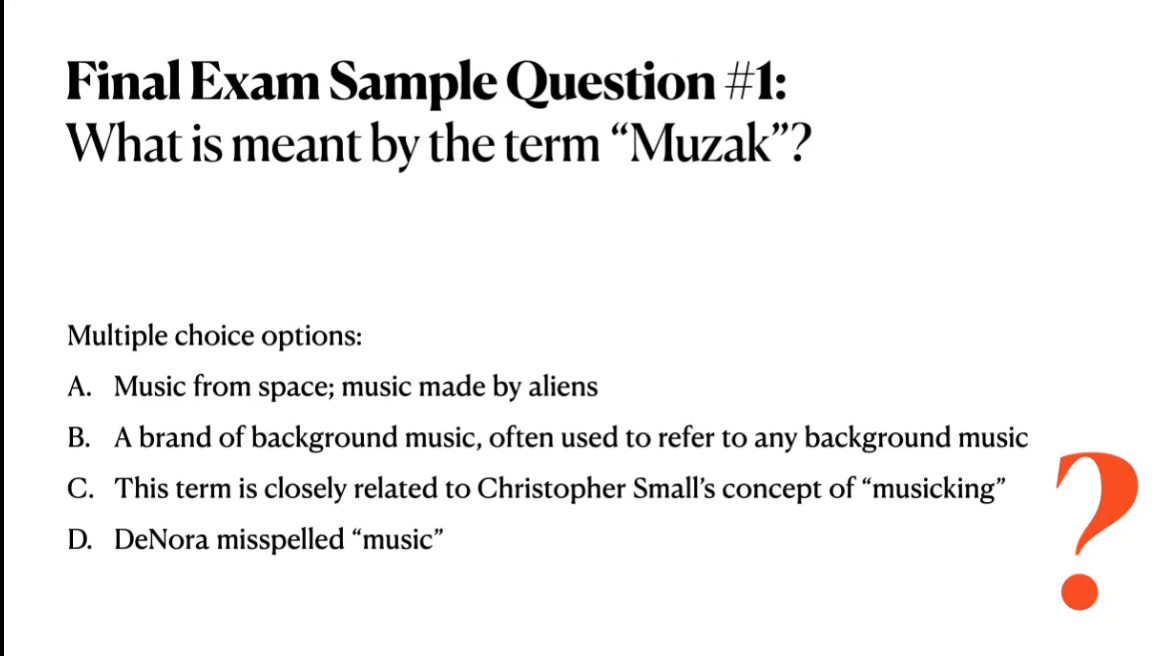 Final Exam Sample Question #1:
What is meant by the term “Muzak”?
Multiple choice options:
A. Music from space; music made by aliens
B. A brand of background music, often used to refer to any background music
C. This term is closely related to Christopher Small’s concept of “musicking”
D. DeNora misspelled “music”
?